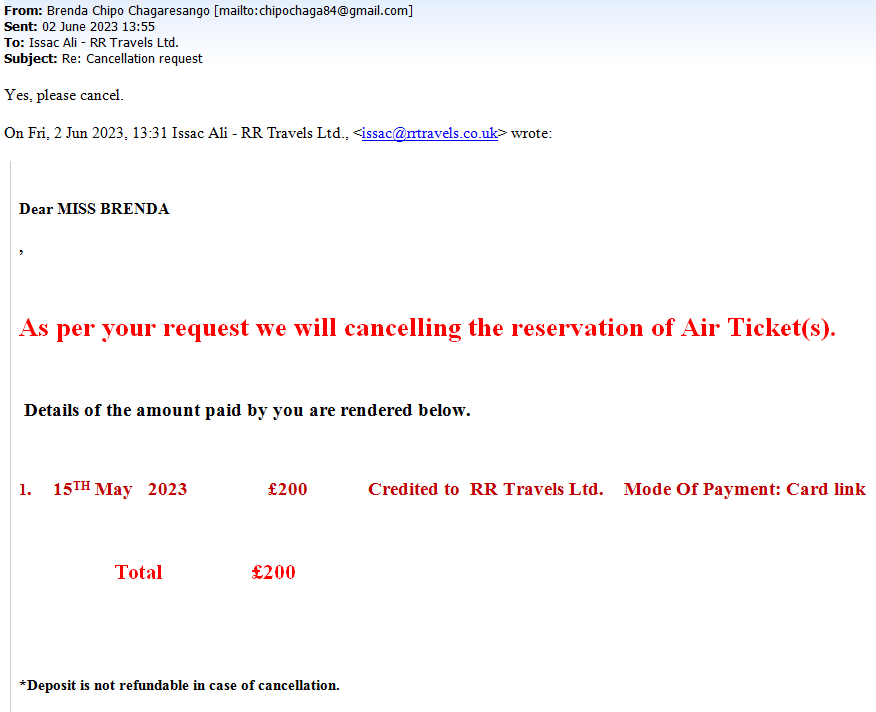 From: Brenda Chipo Chagaresango [mailto:chipochaga84@gmail.com]
Sent: 02 June 2023 13:55
To: Issac Ali - RR Travels Ltd.
Subject: Re: Cancellation request
Yes, please cancel.
On Fri, 2 Jun 2023, 13:31 Issac Ali - RR Travels Ltd., <issac@rrtravels.co.uk> wrote:
Dear MISS BRENDA
,
As per your request we will cancelling the reservation of Air Ticket(s).
Details of the amount paid by you are rendered below.
1. 15TH May 2023 £200 Credited to RR Travels Ltd. Mode Of Payment: Card link
Total £200
*Deposit is not refundable in case of cancellation.